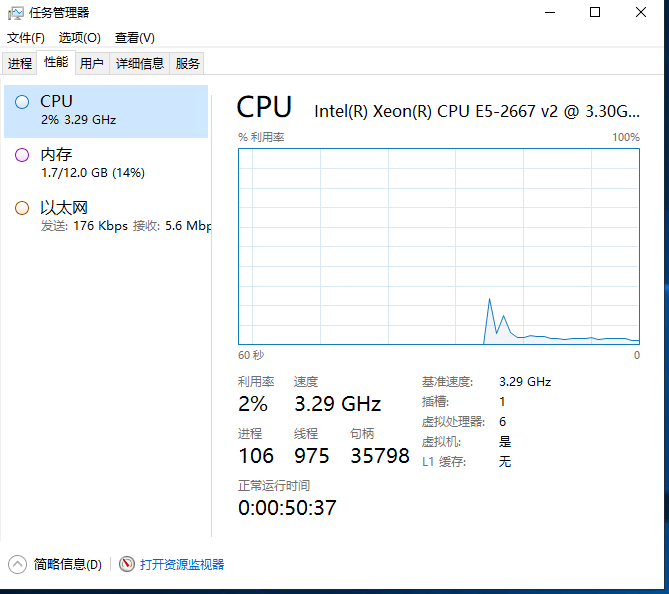 任务管理器
文件(F) 选项(O) 查看(V)
进程 性能 用户 详细信息 服务
CPU
2% 3.29 GHz
内存
1.7/12.0 GB (14%)
以太网
发送: 176 Kbps 接收: 5.6 Mbp
CPU Intel(R) Xeon(R) CPU E5-2667 v2 @ 3.30G...
% 利用率 100%
60 秒 0
利用率 速度
2% 3.29 GHz
进程 线程 句柄
106 975 35798
正常运行时间
0:00:50:37
基准速度: 3.29 GHz
插槽: 1
虚拟处理器: 6
虚拟机: 是
L1 缓存: 无
简略信息(D) 打开资源监视器